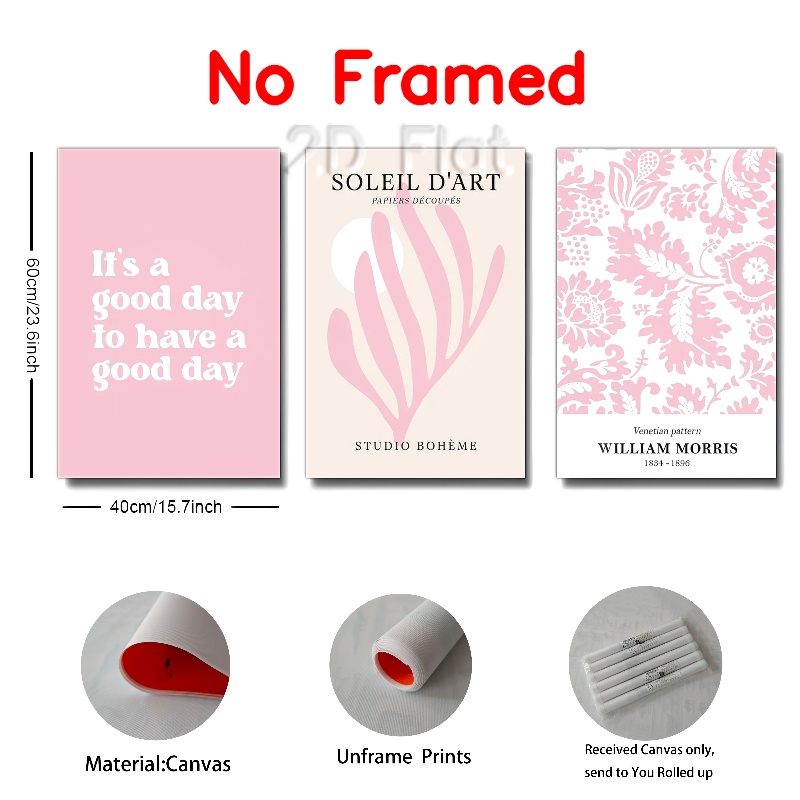 No Framed
2D Flat
60cm/23.6inch
It's a
good day
to have a
good day
SOLEIL D'ART
PAPIERS DÉCOUPÉS
STUDIO BOHÈME
Venetian pattern
WILLIAM MORRIS
1834 - 1896
40cm/15.7inch
Material:Canvas
Unframe Prints
Received Canvas only,
send to You Rolled up